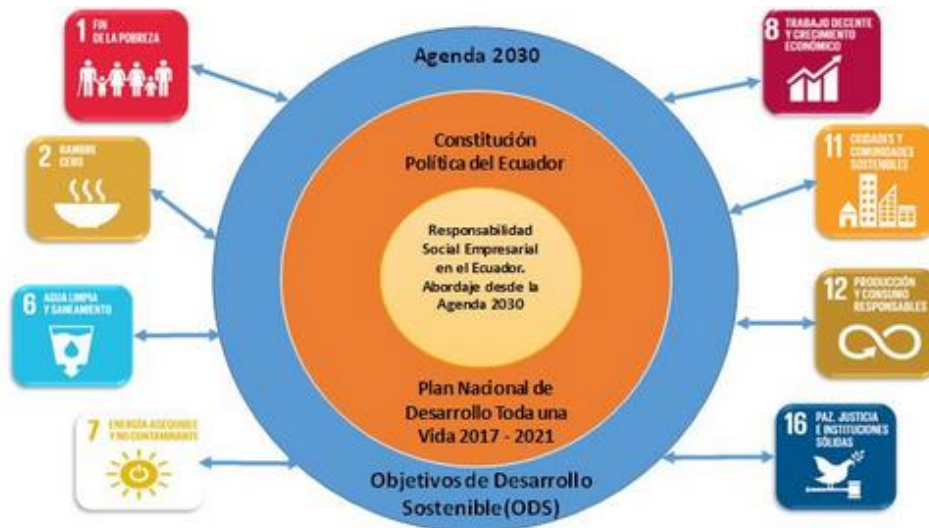 1 FIN
DE LA POBREZA
2 HAMBRE
CERO
6 AGUA LIMPIA
Y SANEAMIENTO
7 ENERGÍA ASEQUIBLE
Y NO CONTAMINANTE
Agenda 2030
Constitución
Política del Ecuador
Responsabilidad
Social Empresarial
en el Ecuador.
Abordaje desde la
Agenda 2030
Plan Nacional de
Desarrollo Toda una
Vida 2017 - 2021
Objetivos de Desarrollo
Sostenible(ODS)
8 TRABAJO DECENTE
Y CRECIMIENTO
ECONÓMICO
11 CIUDADES Y
COMUNIDADES
SOSTENIBLES
12 PRODUCCIÓN
Y CONSUMO
RESPONSABLES
16 PAZ, JUSTICIA
E INSTITUCIONES
SÓLIDAS